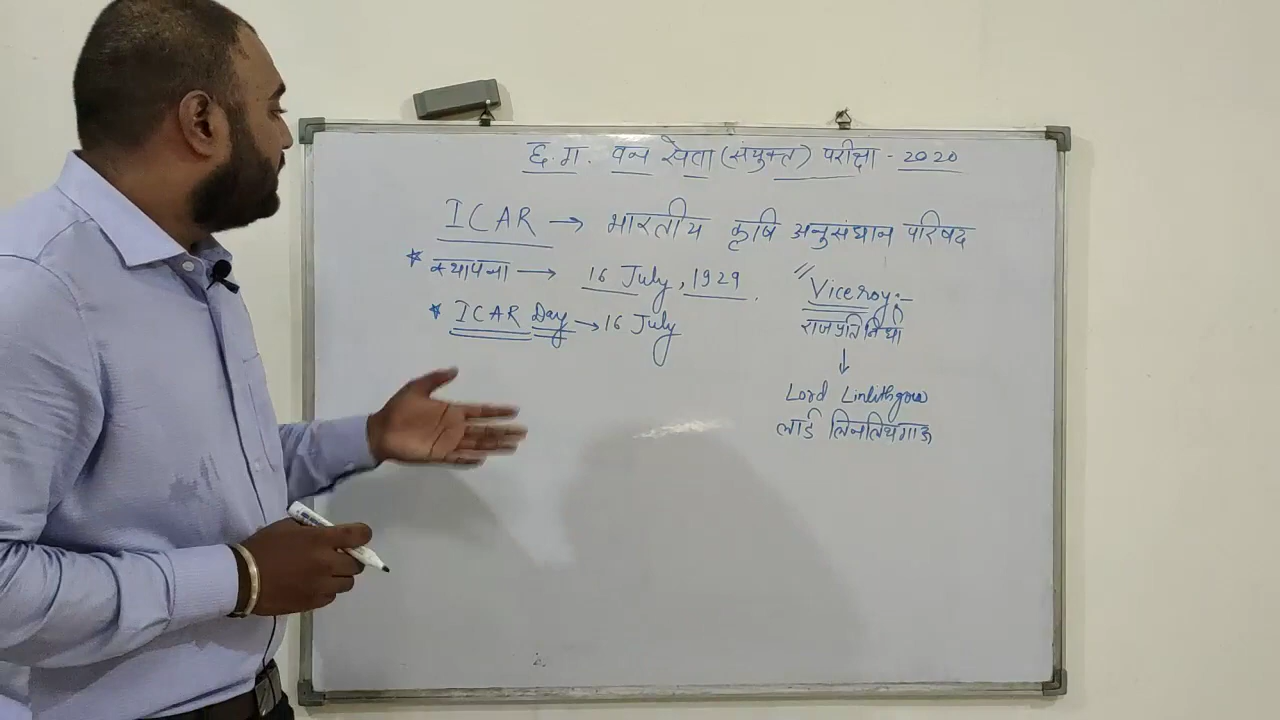 छ.ग. वन सेवा (संयुक्त) परीक्षा - 2020
ICAR → भारतीय कृषि अनुसंधान परिषद
* स्थापना → 16 July, 1929.
* ICAR Day → 16 July
" Viceroy:-
राजप्रतिनिधी
↓
Lord Linlithgow
लार्ड लिनलिथगाऊ